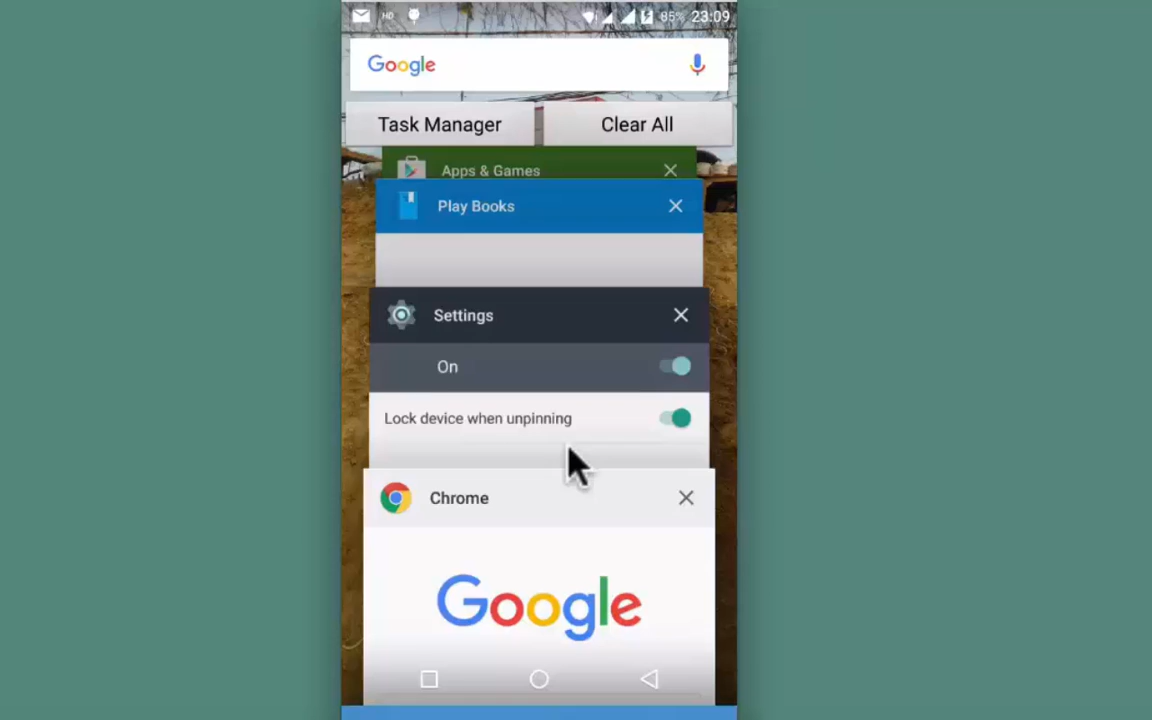 HD 85% 23:09
Google
Task Manager Clear All
Apps & Games
Play Books
Settings
On
Lock device when unpinning
Chrome
Google